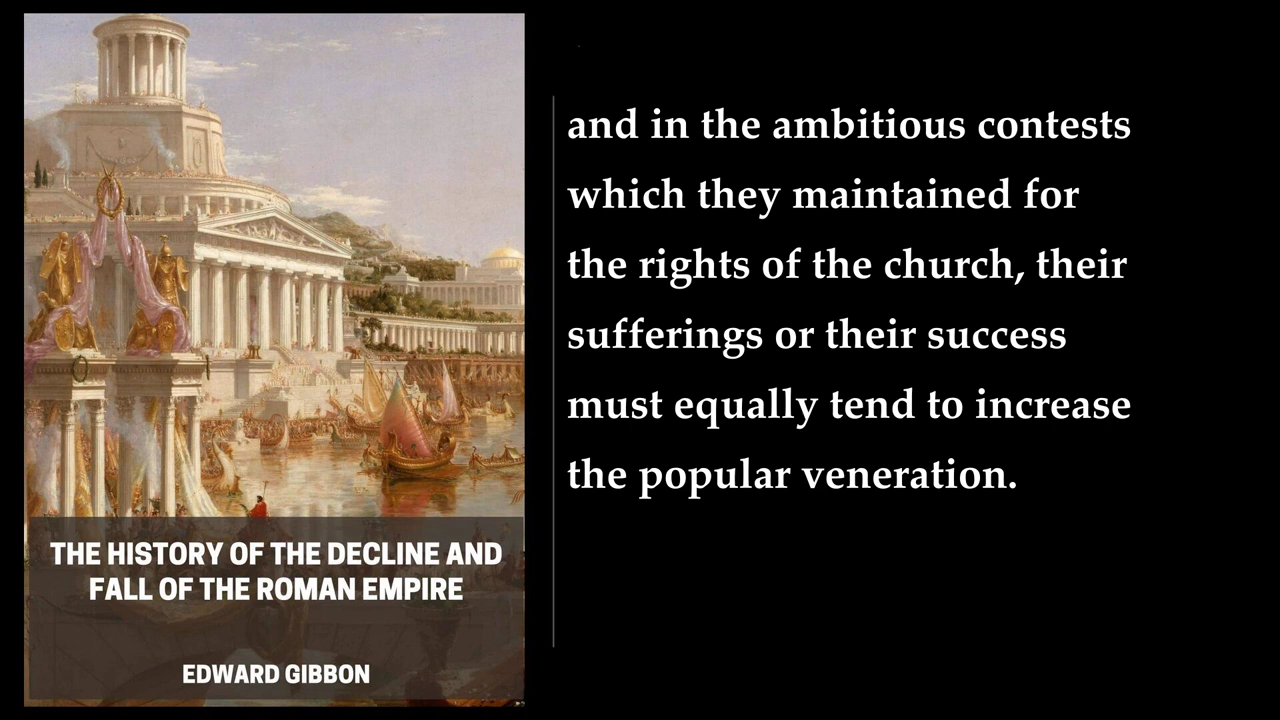 THE HISTORY OF THE DECLINE AND
FALL OF THE ROMAN EMPIRE
EDWARD GIBBON
and in the ambitious contests
which they maintained for
the rights of the church, their
sufferings or their success
must equally tend to increase
the popular veneration.